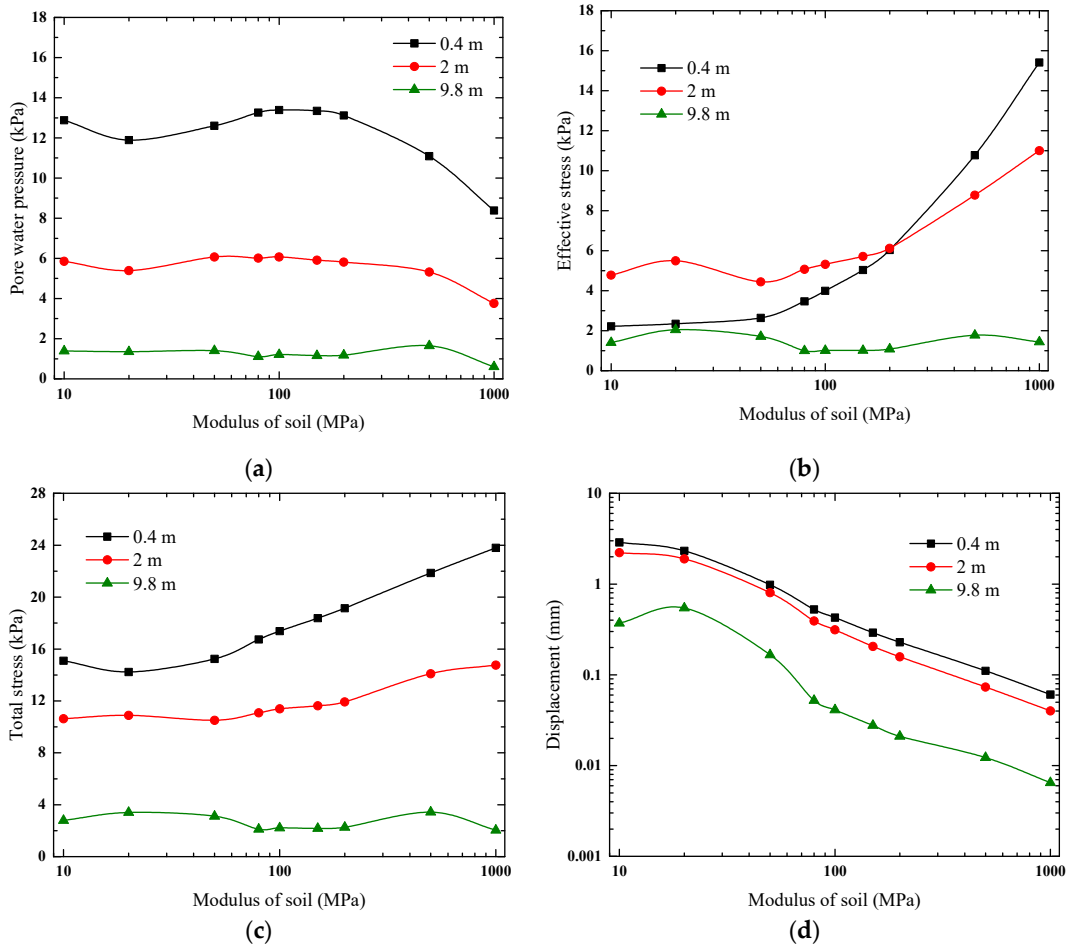 18
16
14
12
10
8
6
4
2
0
Pore water pressure (kPa)
0.4 m
2 m
9.8 m
10
100
1000
Modulus of soil (MPa)
(a)
18
16
14
12
10
8
6
4
2
0
Effective stress (kPa)
0.4 m
2 m
9.8 m
10
100
1000
Modulus of soil (MPa)
(b)
28
24
20
16
12
8
4
0
Total stress (kPa)
0.4 m
2 m
9.8 m
10
100
1000
Modulus of soil (MPa)
(c)
10
1
0.1
0.01
0.001
Displacement (mm)
0.4 m
2 m
9.8 m
10
100
1000
Modulus of soil (MPa)
(d)